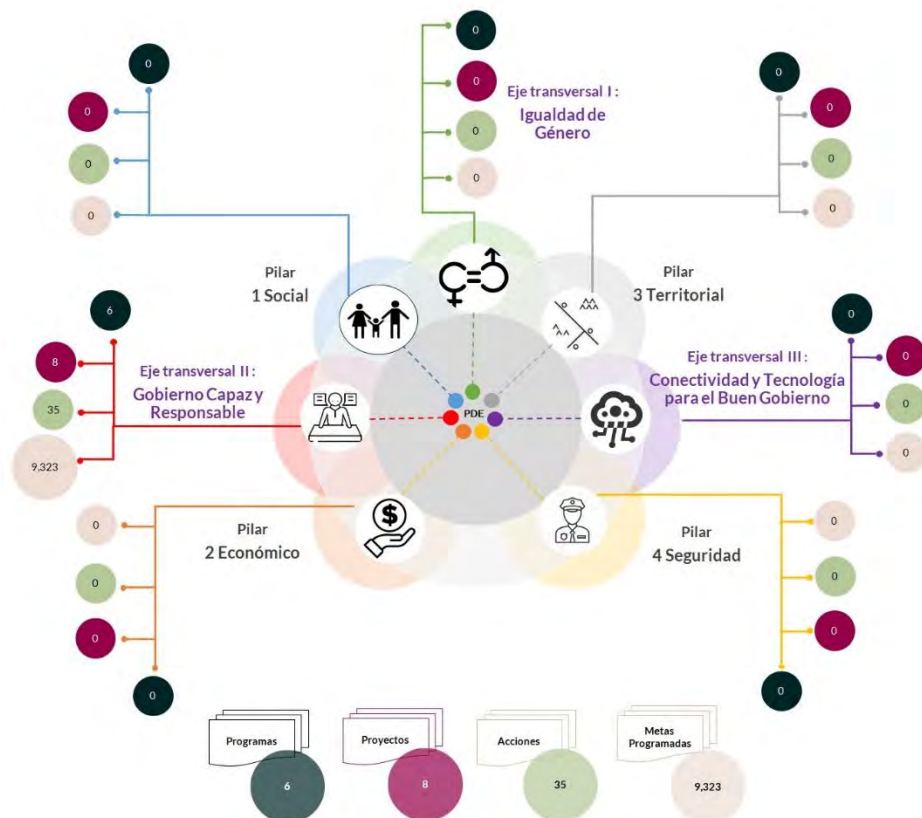 0
0
0
0
0
0
0
0
Eje transversal I :
Igualdad de
Género
0
0
0
0
Pilar
1 Social
Pilar
3 Territorial
6
8
35
9,323
Eje transversal II :
Gobierno Capaz y
Responsable
PDE
Eje transversal III :
Conectividad y Tecnología
para el Buen Gobierno
0
0
0
0
$
Pilar
2 Económico
0
0
0
0
Pilar
4 Seguridad
0
0
0
0
Programas
6
Proyectos
8
Acciones
35
Metas
Programadas
9,323